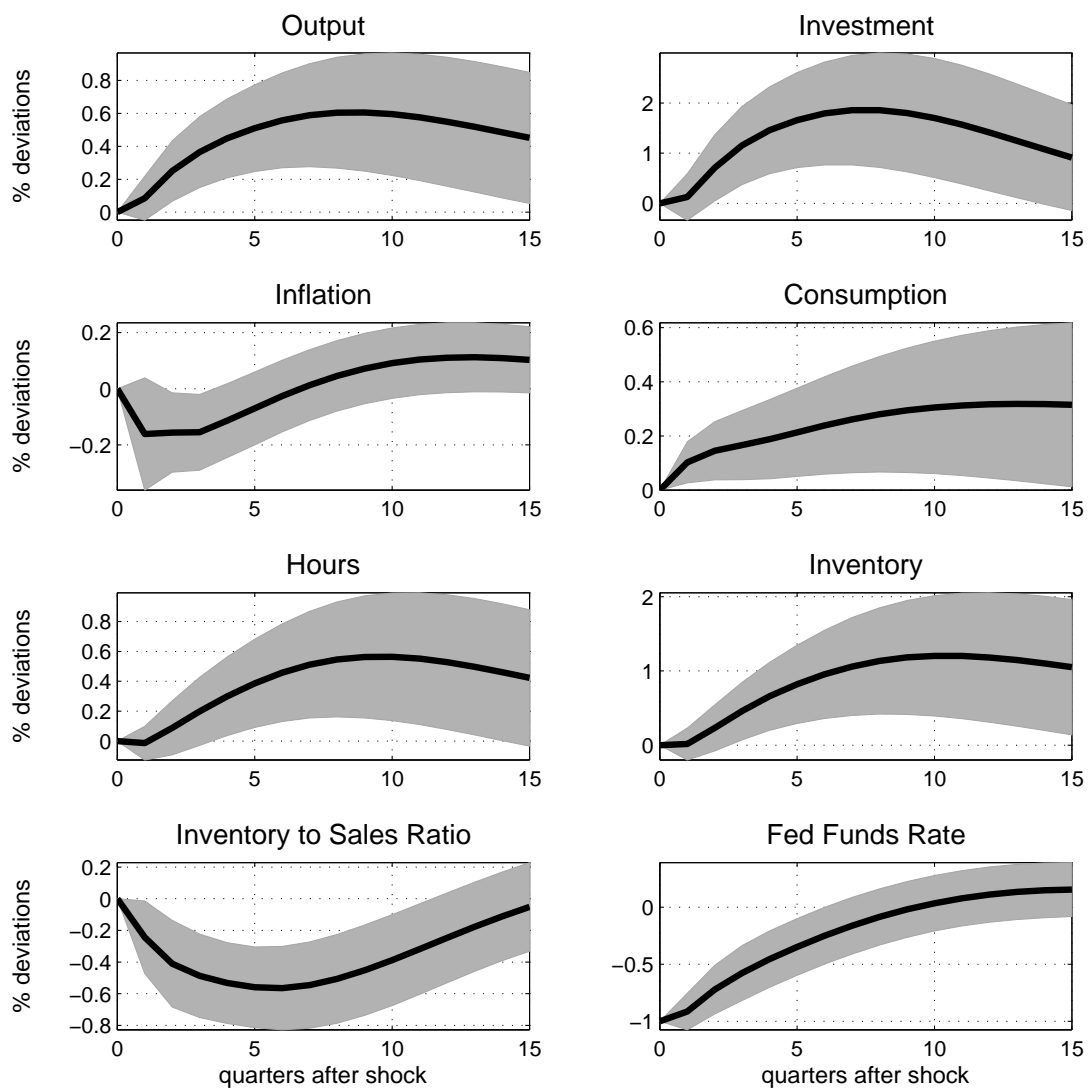 Output
% deviations
0.8
0.6
0.4
0.2
0
0 5 10 15
Investment
2
1
0
0 5 10 15
Inflation
% deviations
0.2
0
−0.2
0 5 10 15
Consumption
0.6
0.4
0.2
0
0 5 10 15
Hours
% deviations
0.8
0.6
0.4
0.2
0
0 5 10 15
Inventory
2
1
0
0 5 10 15
Inventory to Sales Ratio
% deviations
0.2
0
−0.2
−0.4
−0.6
−0.8
0 5 10 15
quarters after shock
Fed Funds Rate
0
−0.5
−1
0 5 10 15
quarters after shock